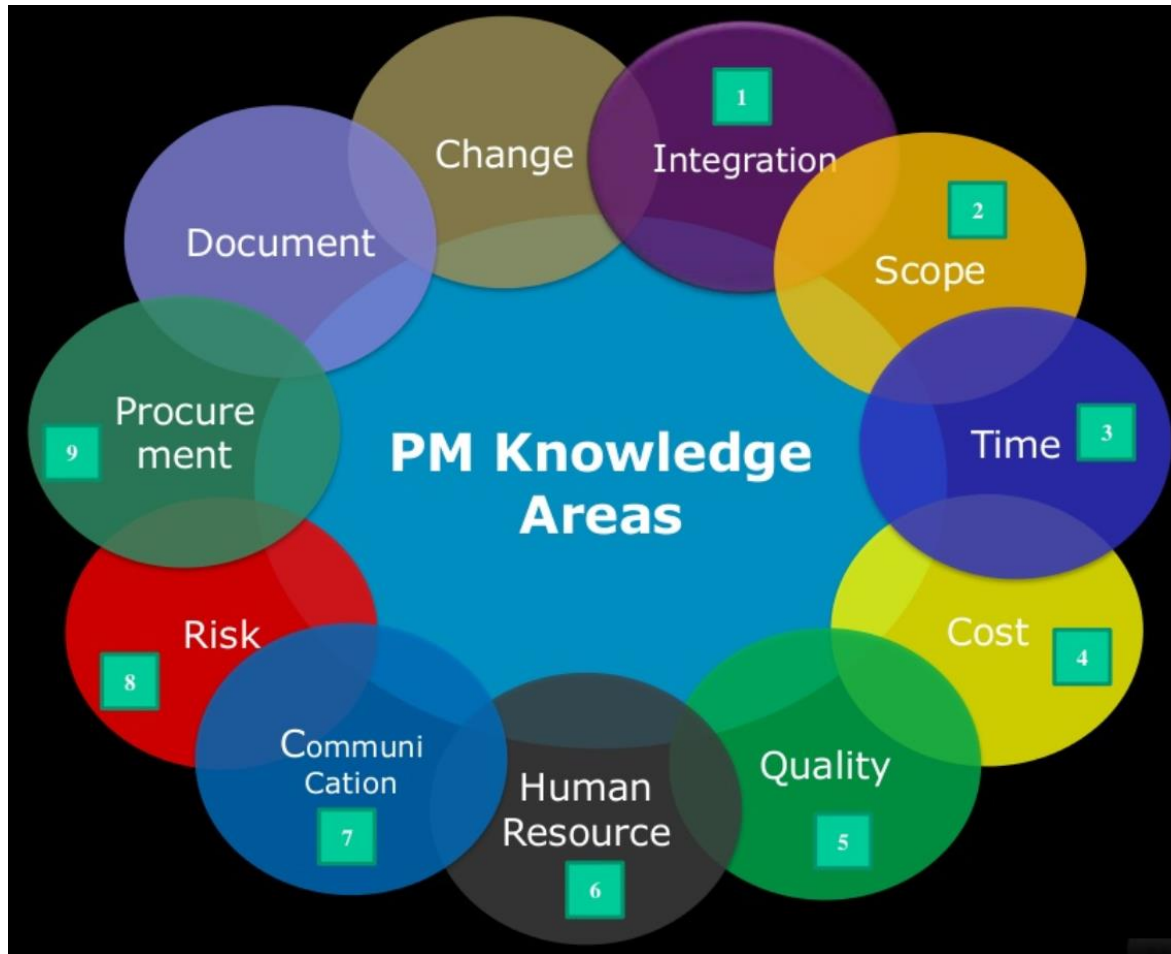 Change
1
Integration
2
Scope
Document
3
Time
Procure
ment
9
PM Knowledge
Areas
Risk
8
Cost
4
Communi
Cation
7
Human
Resource
6
Quality
5